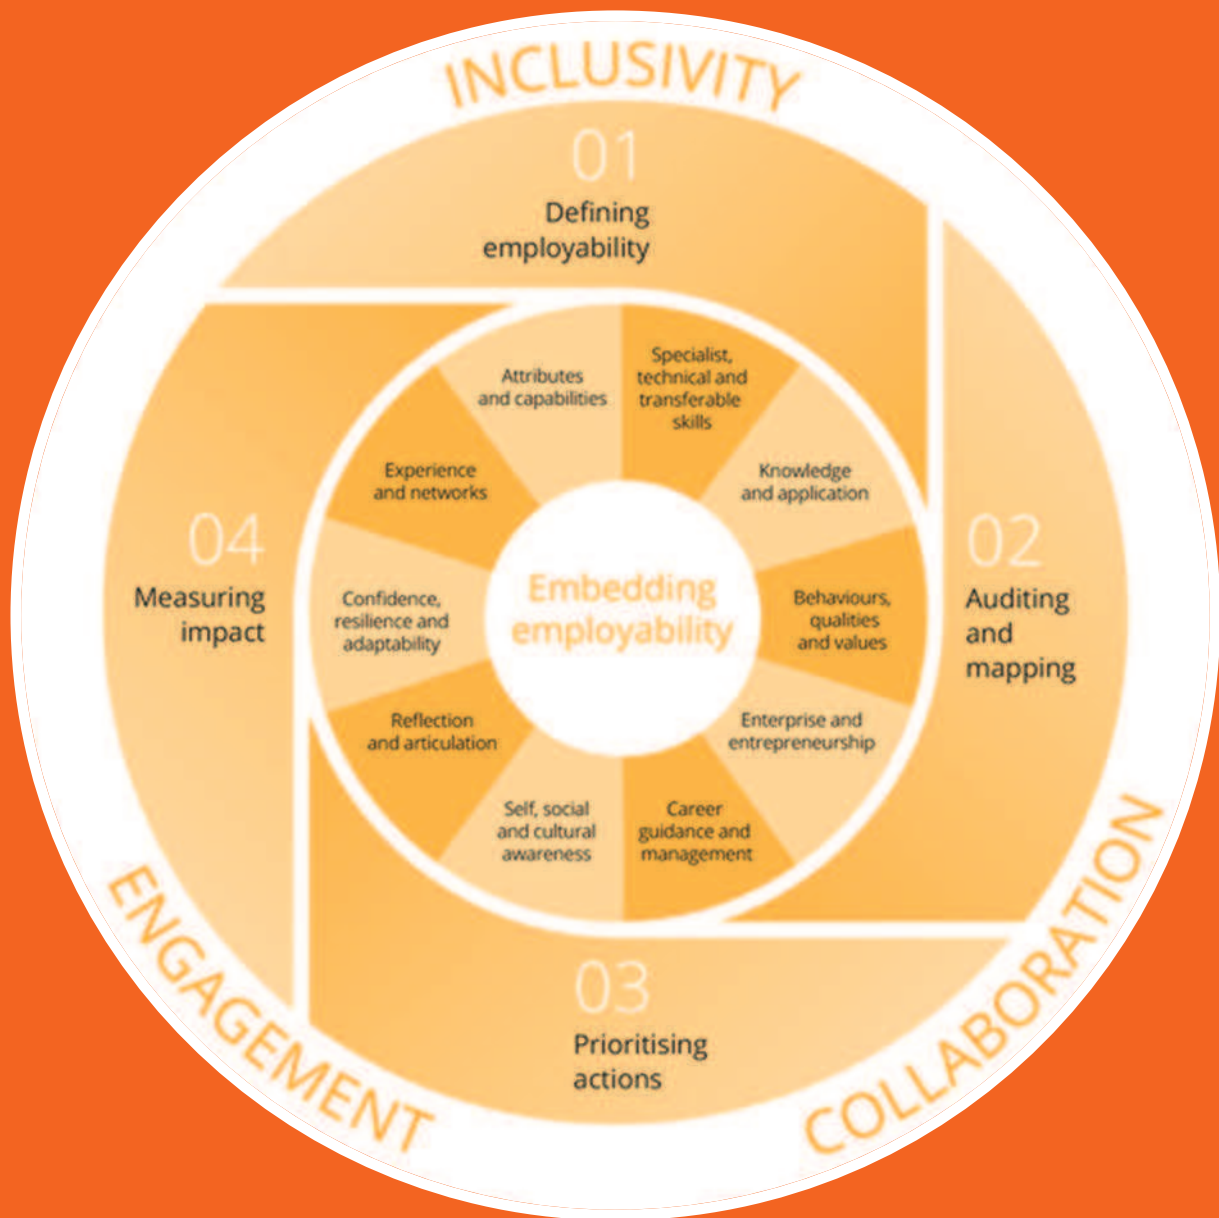 INCLUSIVITY
01
Defining
employability
Attributes
and capabilities
Specialist,
technical and
transferable
skills
Experience
and networks
Knowledge
and application
04
Measuring
impact
02
Auditing
and
mapping
Confidence,
resilience and
adaptability
Embedding
employability
Behaviours,
qualities
and values
Reflection
and articulation
Enterprise and
entrepreneurship
Self, social
and cultural
awareness
Career
guidance and
management
03
Prioritising
actions
ENGAGEMENT
COLLABORATION